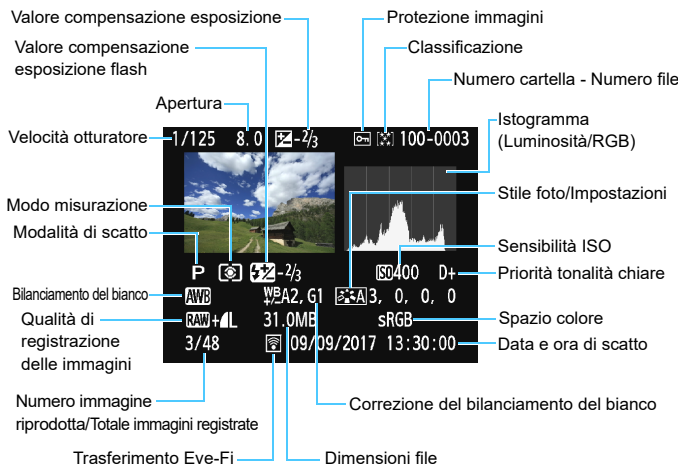 Valore compensazione esposizione
Protezione immagini
Valore compensazione
esposizione flash
Classificazione
Numero cartella - Numero file
Apertura
Istogramma
(Luminosità/RGB)
Velocità otturatore
1/125 8.0 -2/3 100-0003
Modo misurazione
Stile foto/Impostazioni
Modalità di scatto
Sensibilità ISO
P -2/3 ISO400 D+
Priorità tonalità chiare
Bilanciamento del bianco
AWB WB+/-A2, G1 A3, 0, 0, 0
Qualità di
registrazione
delle immagini
RAW+L 31.0MB sRGB
Spazio colore
3/48 09/09/2017 13:30:00
Data e ora di scatto
Numero immagine
riprodotta/Totale immagini registrate
Correzione del bilanciamento del bianco
Trasferimento Eye-Fi
Dimensioni file